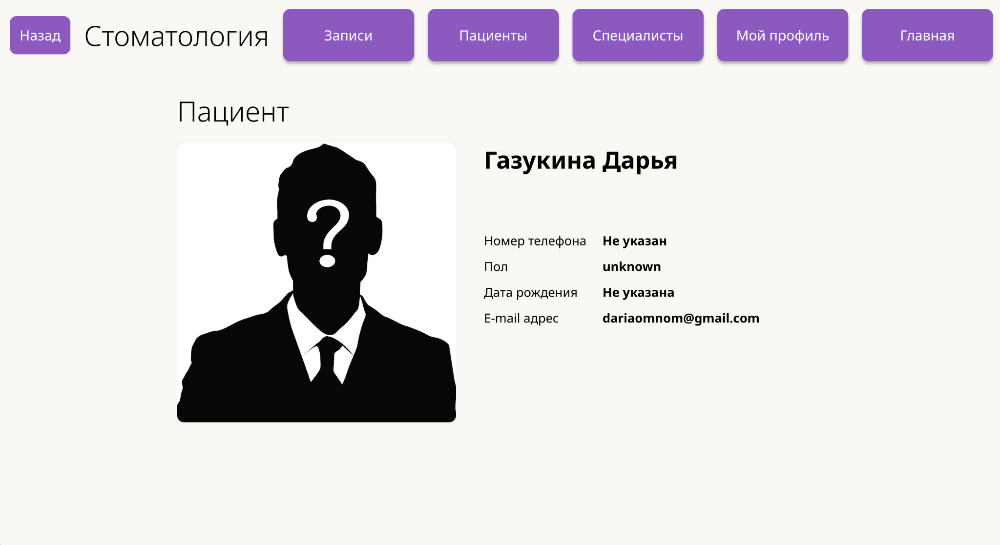 Назад
Стоматология
Записи
Пациенты
Специалисты
Мой профиль
Главная
Пациент
?
Газукина Дарья
Номер телефона Не указан
Пол unknown
Дата рождения Не указана
E-mail адрес dariaomnom@gmail.com